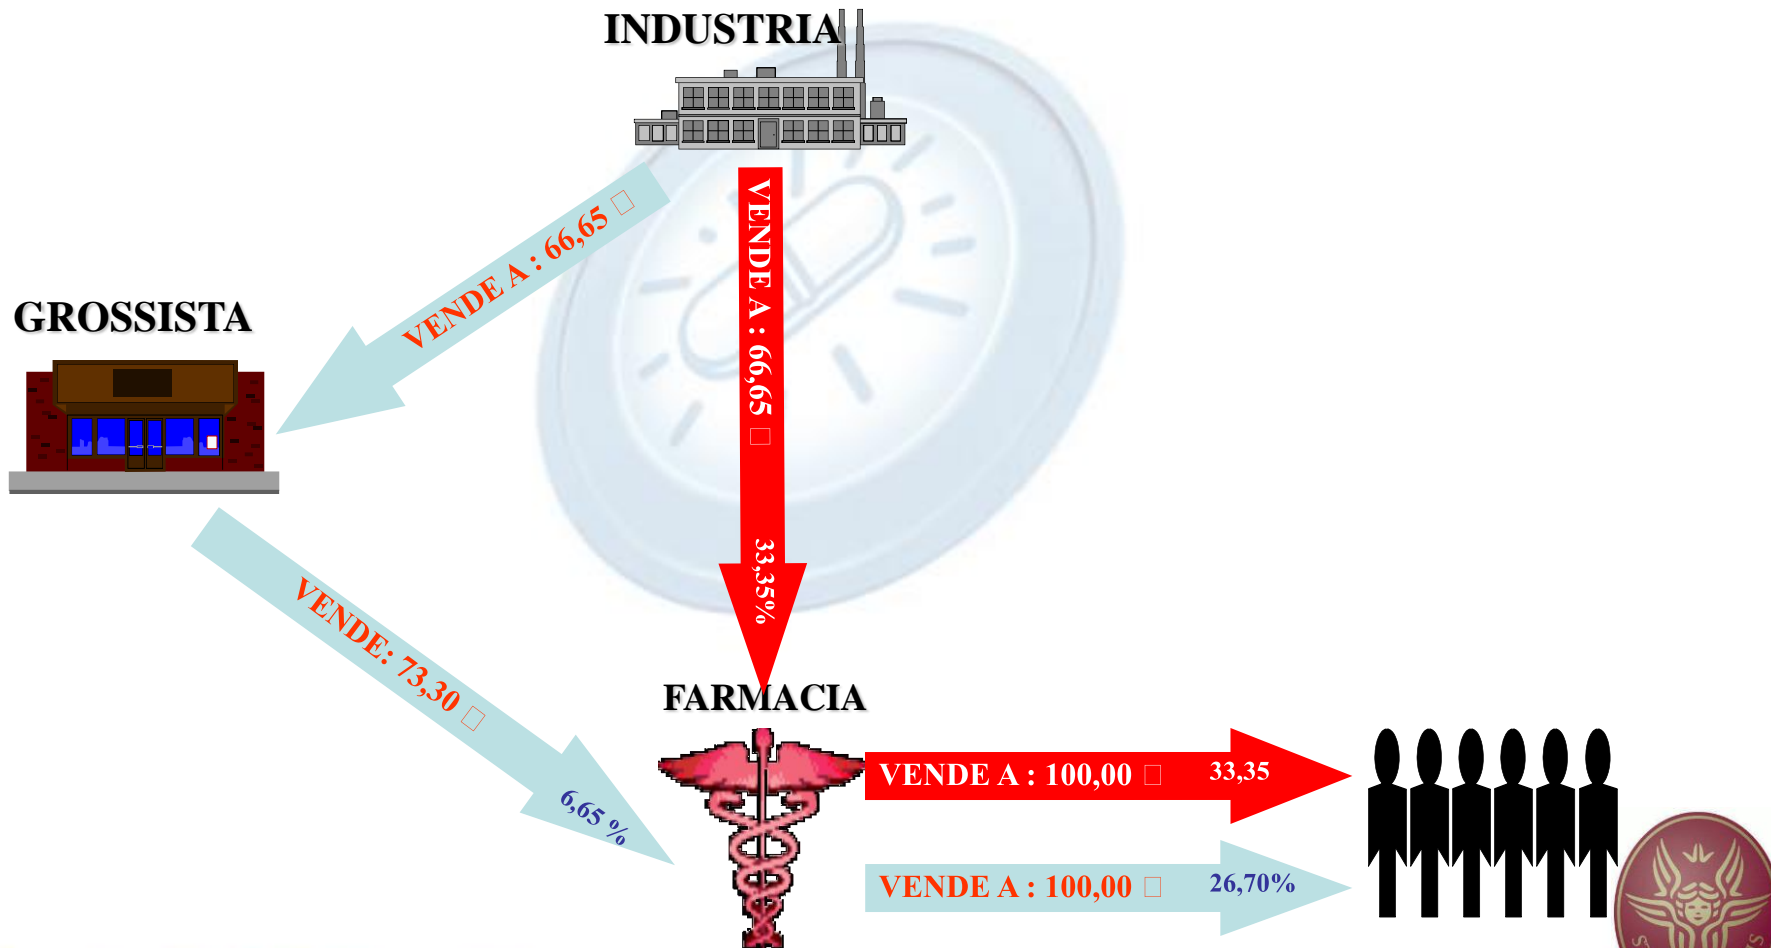 INDUSTRIA
VENDE A : 66,65 □
VENDE A : 66,65 □
33,35%
GROSSISTA
VENDE: 73,30 □
6,65 %
FARMACIA
VENDE A : 100,00 □ 33,35
VENDE A : 100,00 □ 26,70%